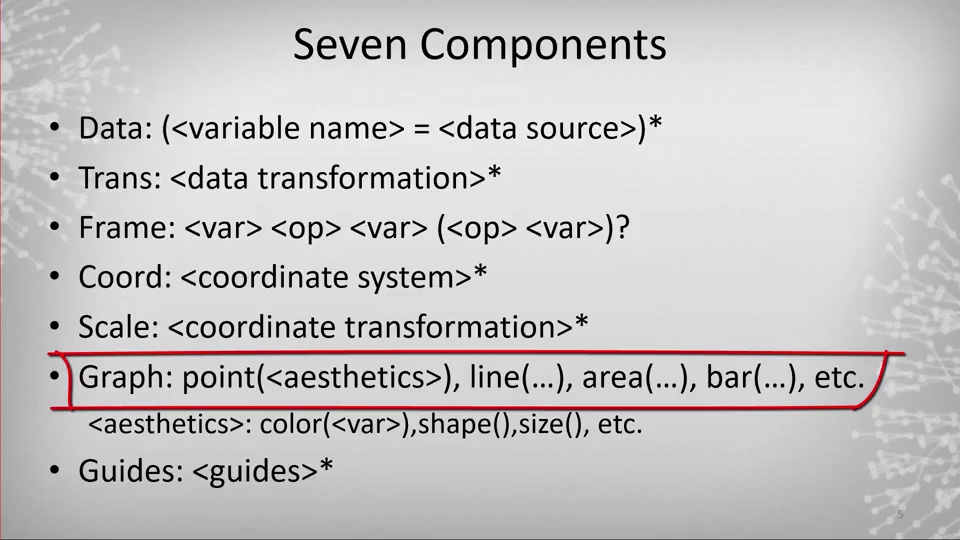 Seven Components
• Data: (<variable name> = <data source>)*
• Trans: <data transformation>*
• Frame: <var> <op> <var> (<op> <var>)?
• Coord: <coordinate system>*
• Scale: <coordinate transformation>*
• Graph: point(<aesthetics>), line(…), area(…), bar(…), etc.
<aesthetics>: color(<var>),shape(),size(), etc.
• Guides: <guides>*
5